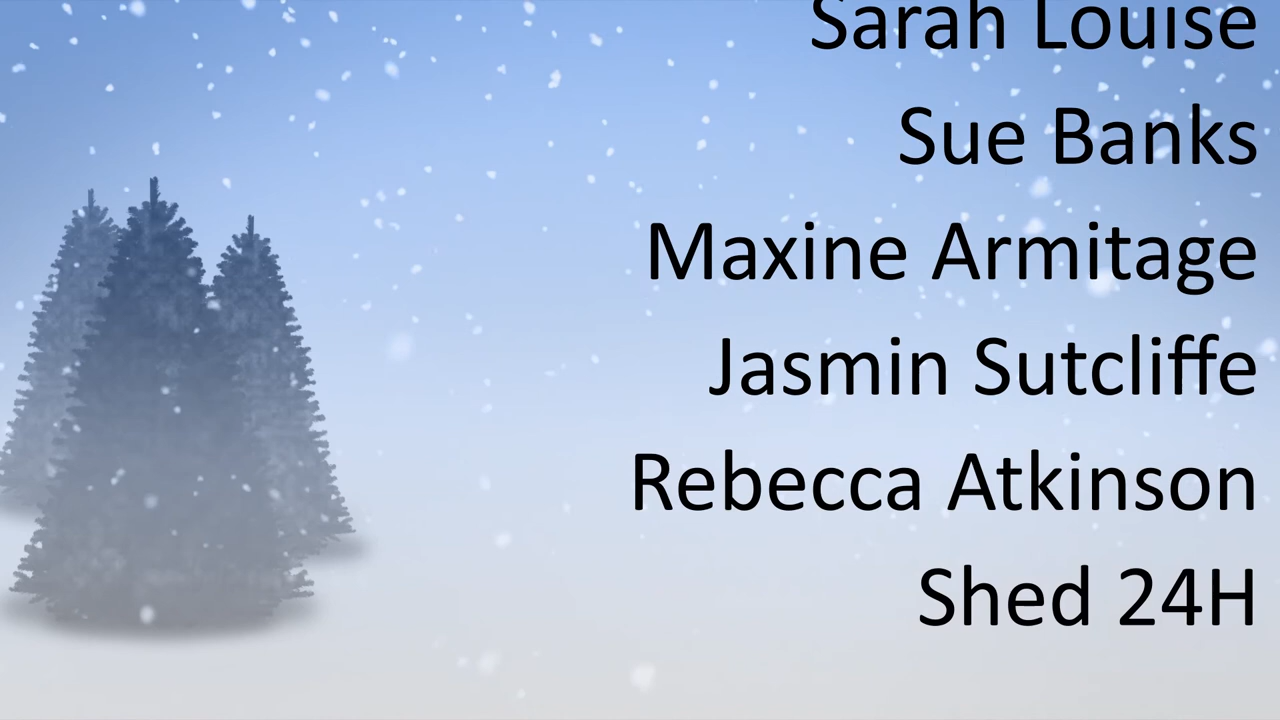 Sarah Louise
Sue Banks
Maxine Armitage
Jasmin Sutcliffe
Rebecca Atkinson
Shed 24H